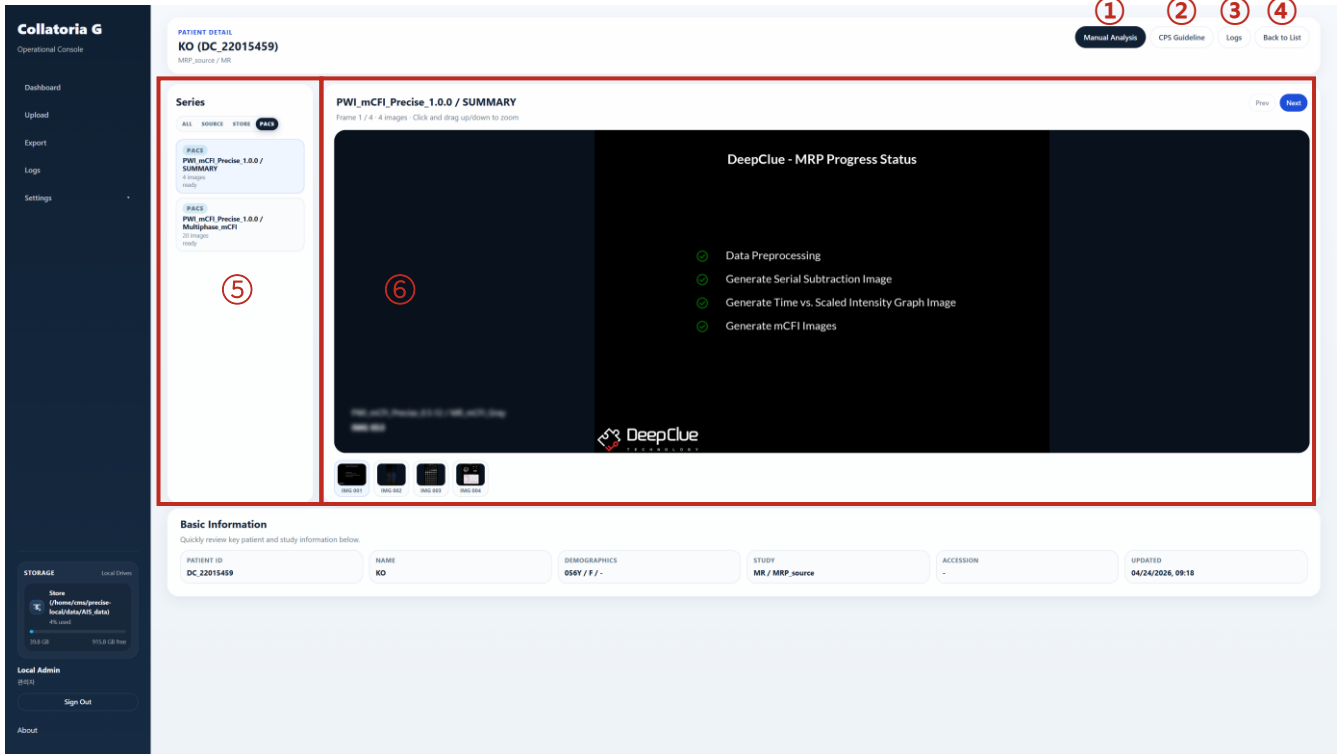 Collatoria G
Operational Console
Dashboard
Upload
Export
Logs
Settings
STORAGE
Local Drives
Store
(/home/cms/precise-
local/data/AIS_data)
4% used
39.8 GB
915.8 GB free
Local Admin
관리자
Sign Out
About
PATIENT DETAIL
KO (DC_22015459)
MRP_source / MR
①
②
③
④
Manual Analysis
CPS Guideline
Logs
Back to List
Series
ALL SOURCE STORE PACS
PACS
PWI_mCFI_Precise_1.0.0 /
SUMMARY
4 images
ready
PACS
PWI_mCFI_Precise_1.0.0 /
Multiphase_mCFI
20 images
ready
⑤
PWI_mCFI_Precise_1.0.0 / SUMMARY
Frame 1 / 4 · 4 images · Click and drag up/down to zoom
Prev
Next
DeepClue - MRP Progress Status
Data Preprocessing
Generate Serial Subtraction Image
Generate Time vs. Scaled Intensity Graph Image
Generate mCFI Images
⑥
DeepClue
TECHNOLOGY
IMG 001
IMG 002
IMG 003
IMG 004
Basic Information
Quickly review key patient and study information below.
PATIENT ID
DC_22015459
NAME
KO
DEMOGRAPHICS
056Y / F / -
STUDY
MR / MRP_source
ACCESSION
-
UPDATED
04/24/2026, 09:18